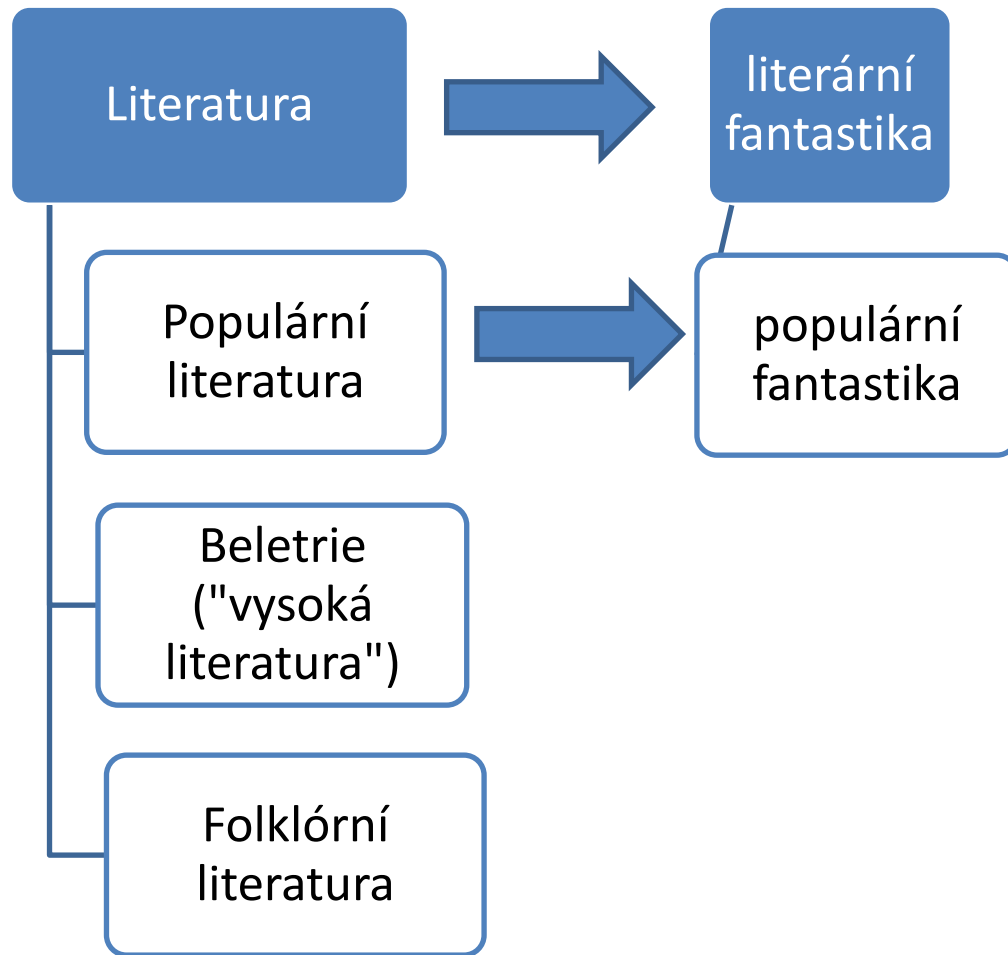 Literatura
literární
fantastika
Populární
literatura
populární
fantastika
Beletrie
("vysoká
literatura")
Folklórní
literatura